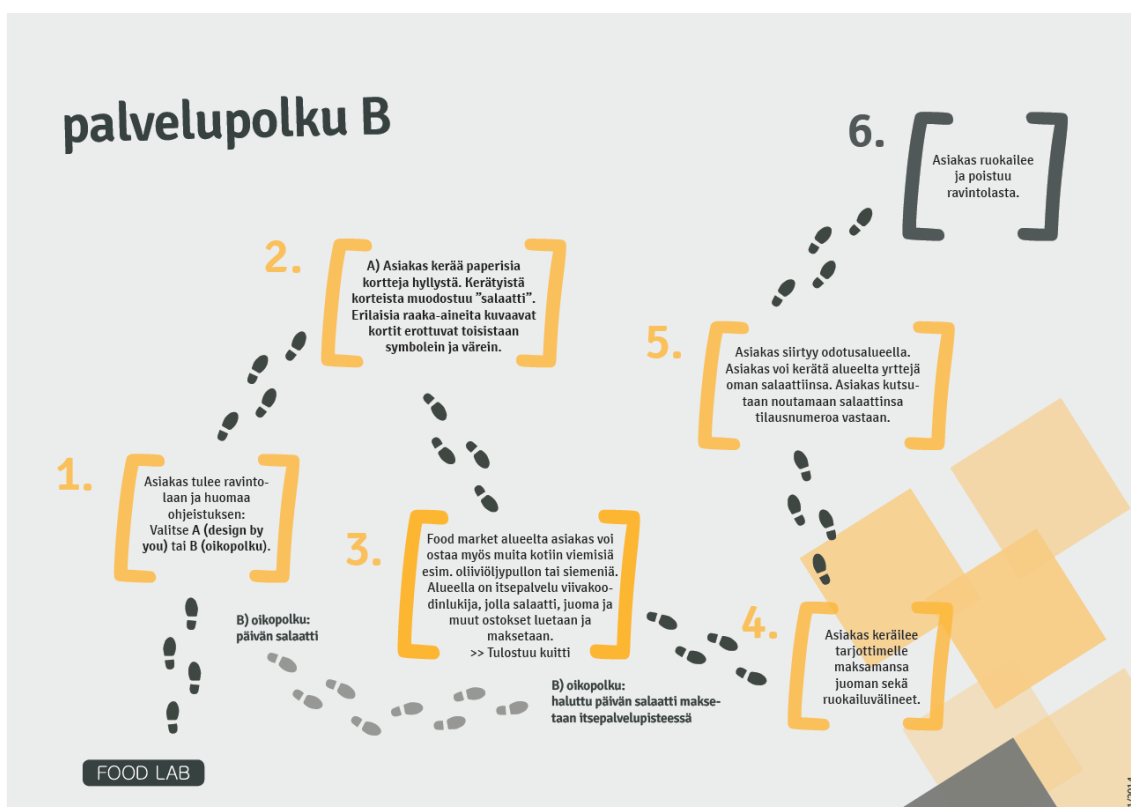 palvelupolku B
1.
Asiakas tulee ravinto-
laan ja huomaa
ohjeistuksen:
Valitse A (design by
you) tai B (oikopolku).
2.
A) Asiakas kerää paperisia
kortteja hyllystä. Kerätyistä
korteista muodostuu ”salaatti”.
Erilaisia raaka-aineita kuvaavat
kortit erottuvat toisistaan
symbolein ja värein.
3.
Food market alueelta asiakas voi
ostaa myös muita kotiin viemisiä
esim. oliiviöljypullon tai siemeniä.
Alueella on itsepalvelu viivakoo-
dinlukija, jolla salaatti, juoma ja
muut ostokset luetaan ja
maksetaan.
>> Tulostuu kuitti
B) oikopolku:
päivän salaatti
B) oikopolku:
haluttu päivän salaatti makse-
taan itsepalvelupisteessä
4.
Asiakas keräilee
tarjottimelle
maksamansa
juoman sekä
ruokailuvälineet.
5.
Asiakas siirtyy odotusalueella.
Asiakas voi kerätä alueelta yrttejä
oman salaattiinsa. Asiakas kutsu-
taan noutamaan salaattinsa
tilausnumeroa vastaan.
6.
Asiakas ruokailee
ja poistuu
ravintolasta.
FOOD LAB